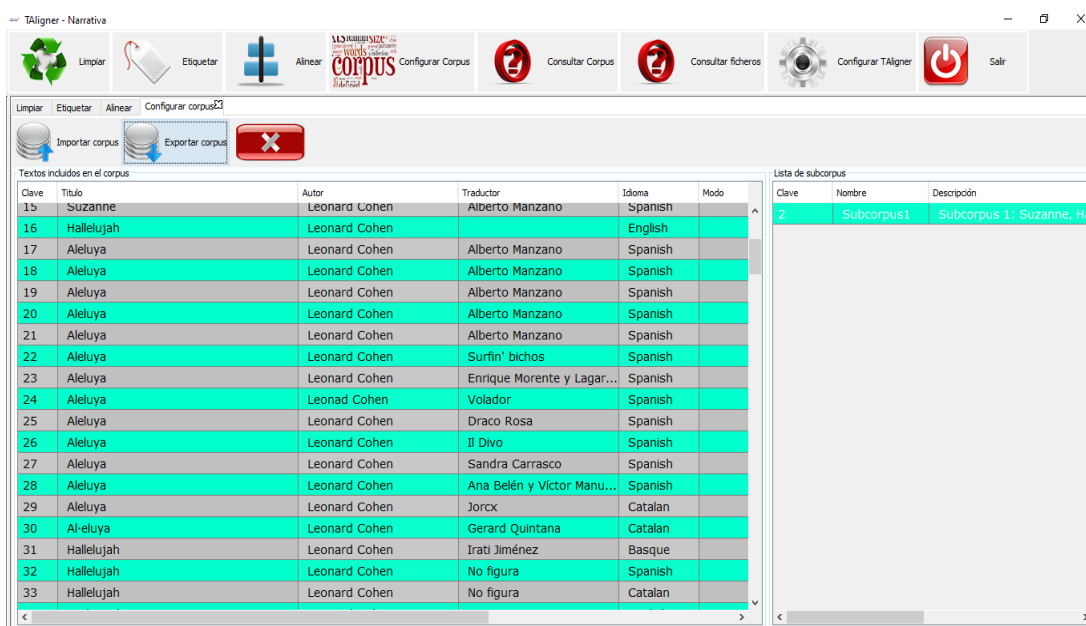 TAligner - Narrativa
Limpiar Etiquetar Alinear CORPUS words Configurar Corpus Consultar Corpus Consultar ficheros Configurar TAligner Salir
Limpiar Etiquetar Alinear Configurar corpus
Importar corpus Exportar corpus
Textos incluidos en el corpus Lista de subcorpus
Clave Titulo Autor Traductor Idioma Modo Clave Nombre Descripción
15 Suzanne Leonard Cohen Alberto Manzano Spanish
2 Subcorpus1 Subcorpus 1: Suzanne, Ha
16 Hallelujah Leonard Cohen English
17 Aleluya Leonard Cohen Alberto Manzano Spanish
18 Aleluya Leonard Cohen Alberto Manzano Spanish
19 Aleluya Leonard Cohen Alberto Manzano Spanish
20 Aleluya Leonard Cohen Alberto Manzano Spanish
21 Aleluya Leonard Cohen Alberto Manzano Spanish
22 Aleluya Leonard Cohen Surfin' bichos Spanish
23 Aleluya Leonard Cohen Enrique Morente y Lagar... Spanish
24 Aleluya Leonad Cohen Volador Spanish
25 Aleluya Leonard Cohen Draco Rosa Spanish
26 Aleluya Leonard Cohen Il Divo Spanish
27 Aleluya Leonard Cohen Sandra Carrasco Spanish
28 Aleluya Leonard Cohen Ana Belén y Víctor Manu... Spanish
29 Aleluya Leonard Cohen Jorcx Catalan
30 Al·eluya Leonard Cohen Gerard Quintana Catalan
31 Hallelujah Leonard Cohen Irati Jiménez Basque
32 Hallelujah Leonard Cohen No figura Spanish
33 Hallelujah Leonard Cohen No figura Catalan